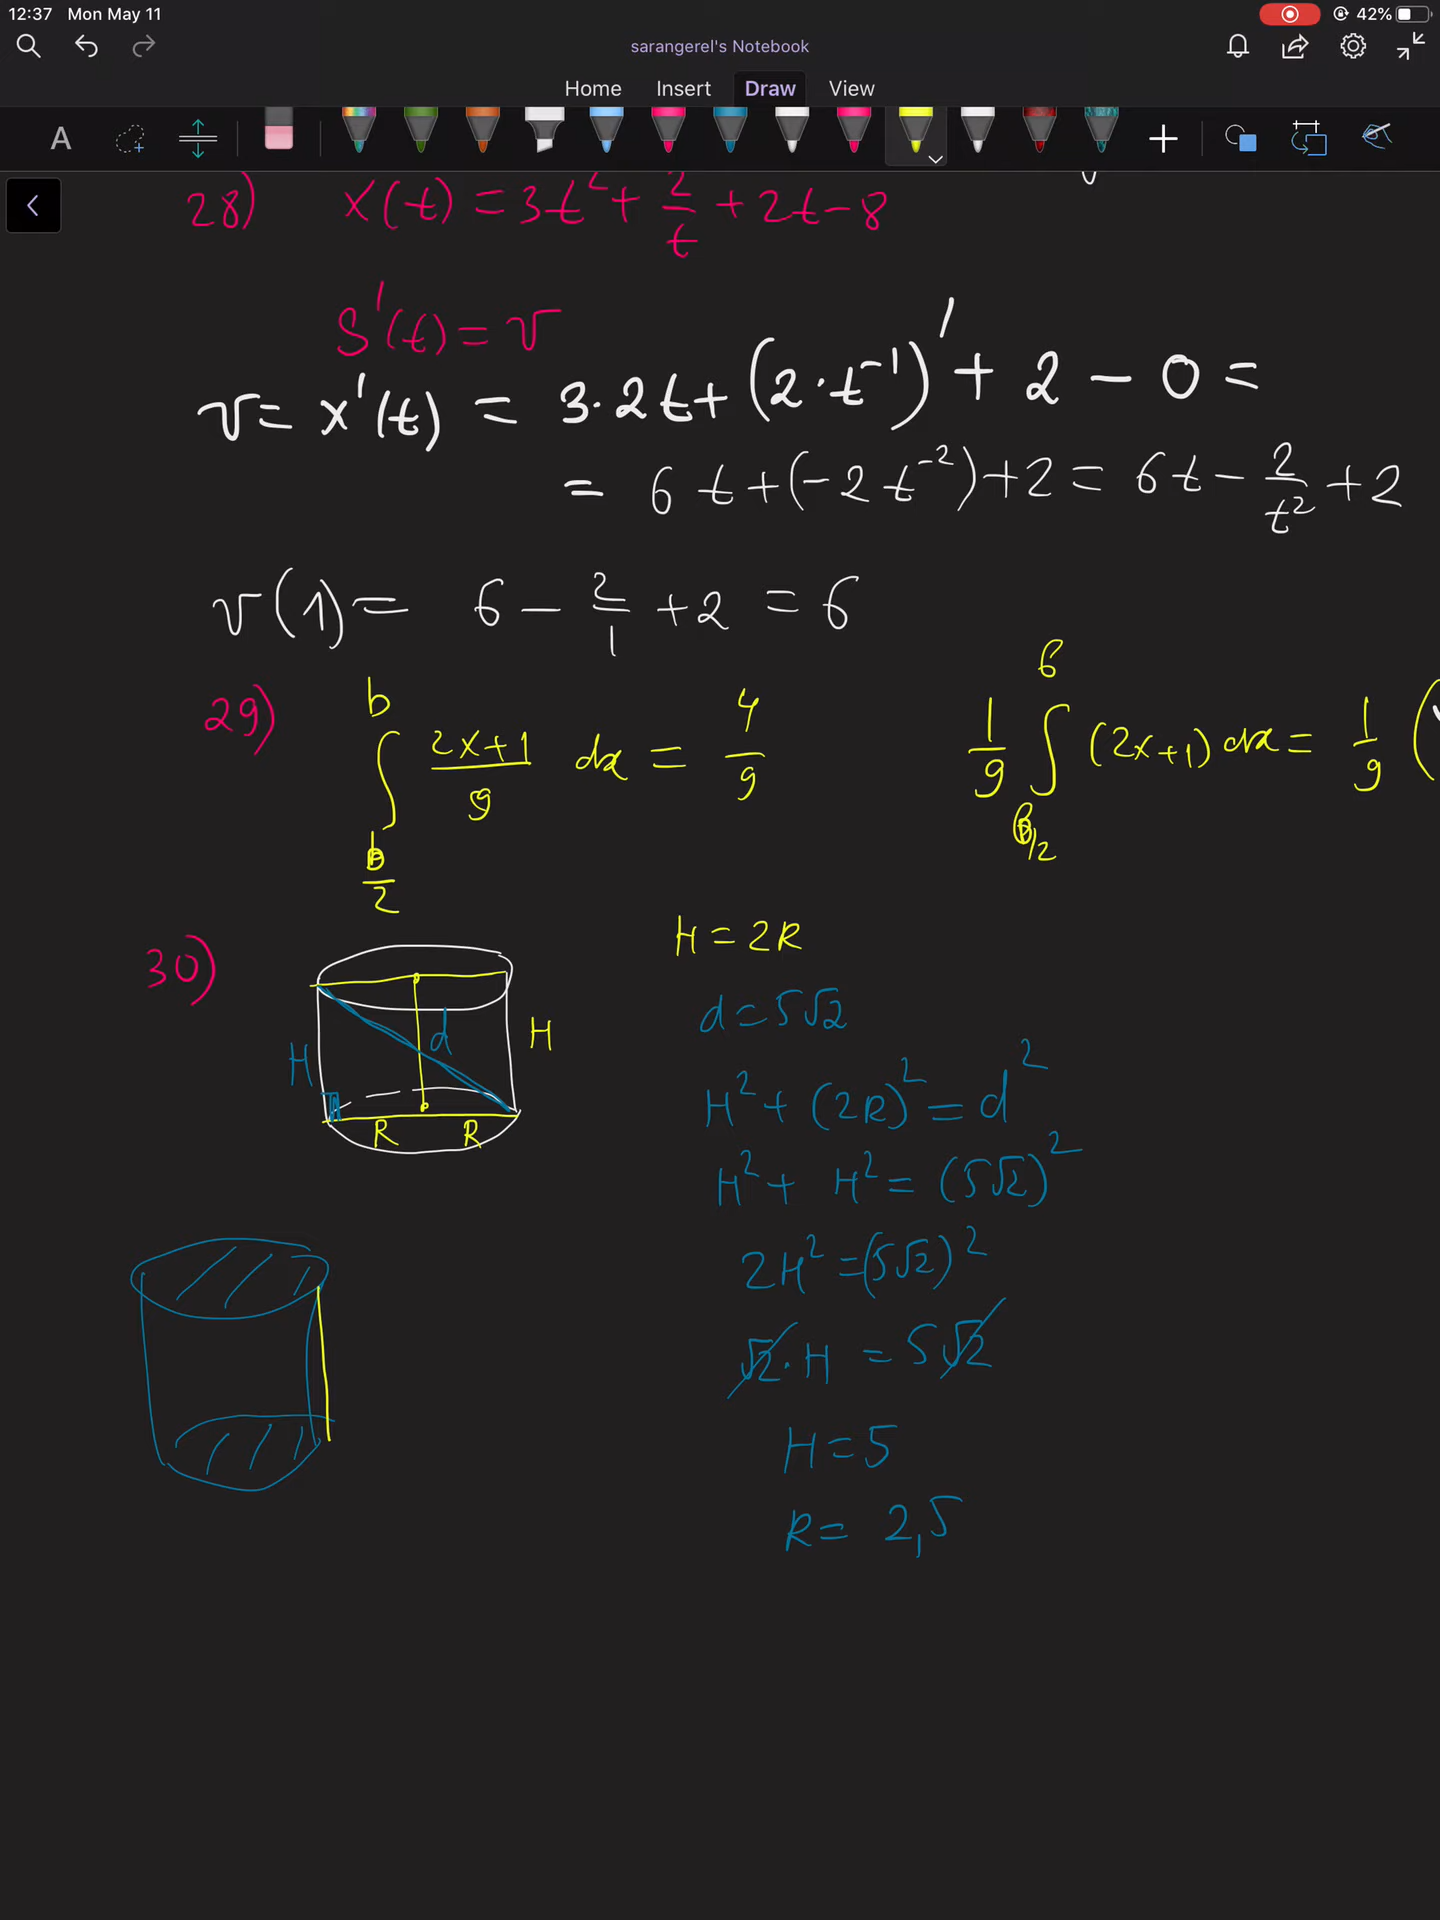 12:37 Mon May 11 42%
sarangerel's Notebook
Home Insert Draw View
A
28) x(t) = 3t² + 2/t + 2t - 8
S'(t) = v
v = x'(t) = 3·2t + (2·t⁻¹)' + 2 - 0 =
= 6t + (-2t⁻²) + 2 = 6t - 2/t² + 2
v(1) = 6 - 2/1 + 2 = 6
29) ∫_{b/2}^{b} (2x+1)/9 dx = 4/9
1/9 ∫_{b/2}^{6} (2x+1) dx = 1/9 (
30)
H = 2R
d = 5√2
H d H
R R
H² + (2R)² = d²
H² + H² = (5√2)²
2H² = (5√2)²
√2 · H = 5√2
H = 5
R = 2,5